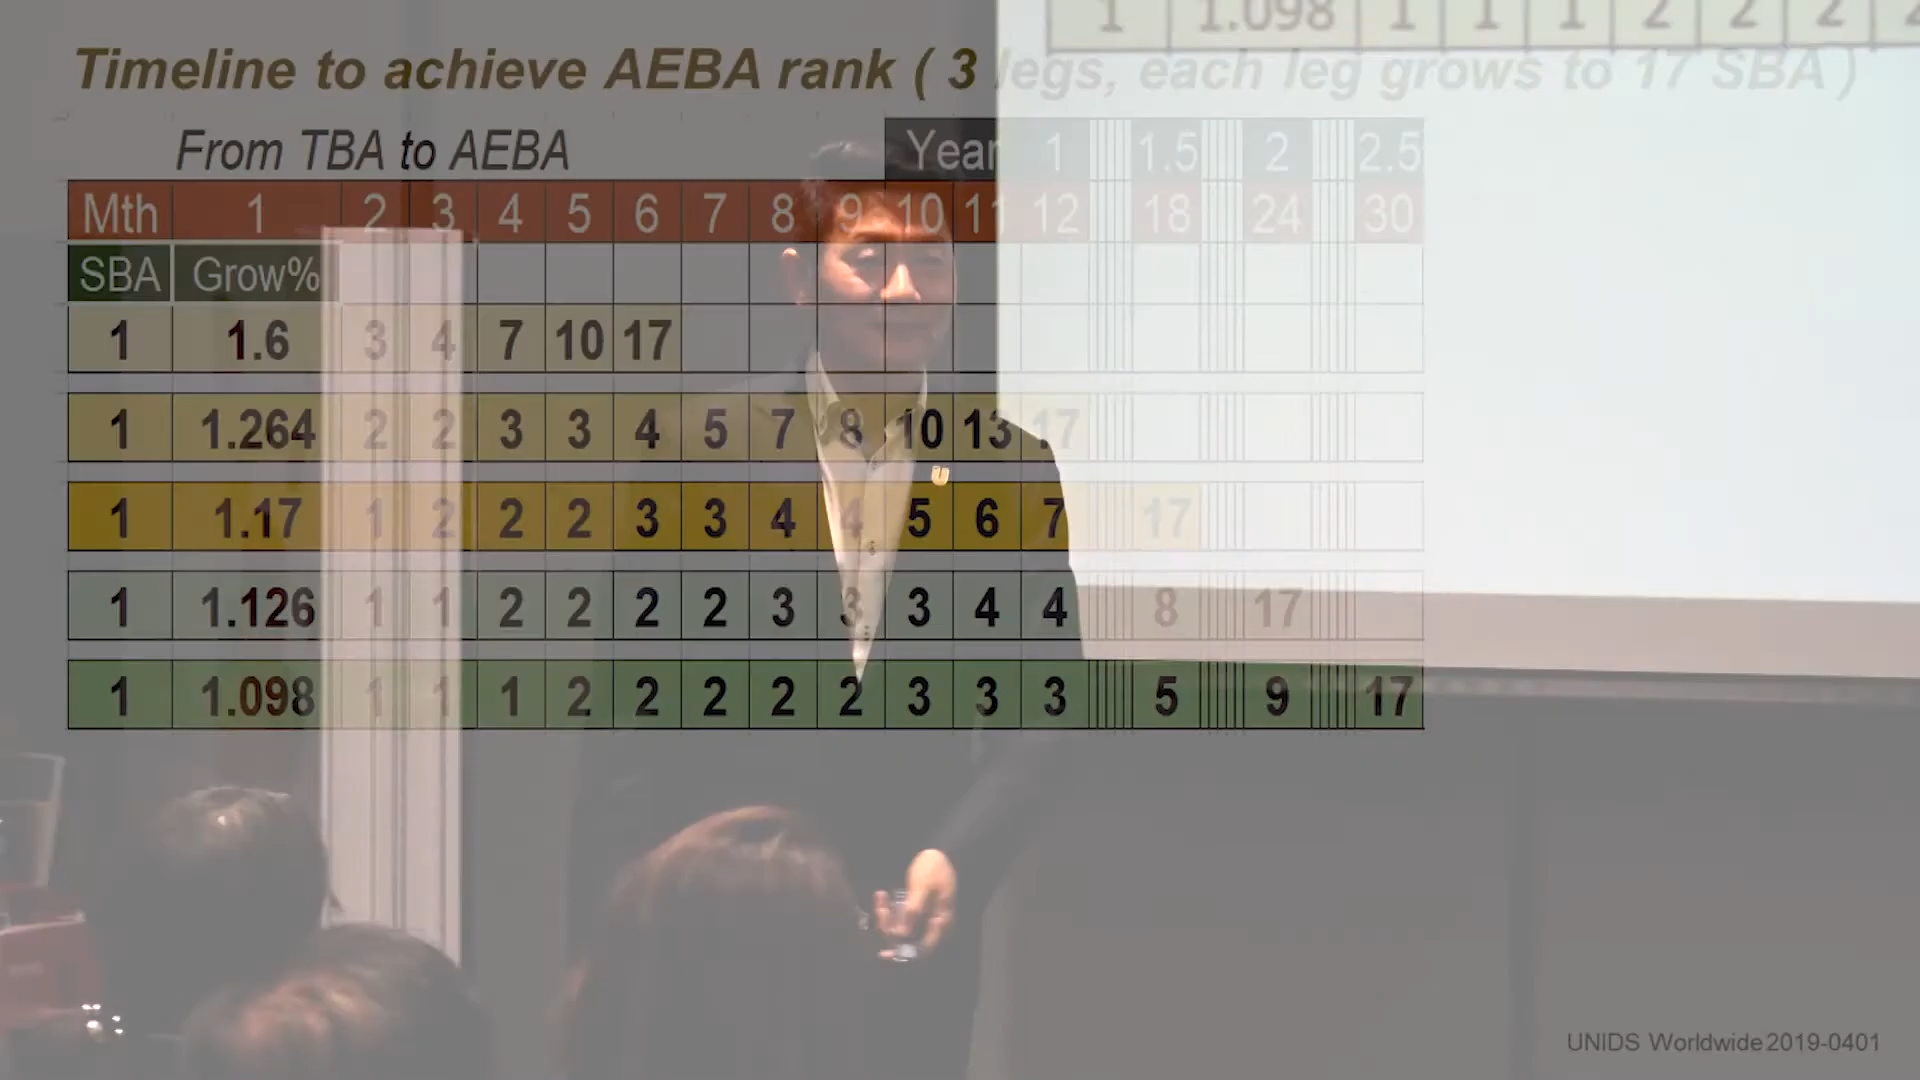 1 1.098 1 1 1 2 2 2
Timeline to achieve AEBA rank ( 3 legs, each leg grows to 17 SBA )
From TBA to AEBA Year 1 1.5 2 2.5
Mth 1 2 3 4 5 6 7 8 9 10 11 12 18 24 30
SBA Grow%
1 1.6 3 4 7 10 17
1 1.264 2 2 3 3 4 5 7 8 10 13 17
1 1.17 1 2 2 2 3 3 4 4 5 6 7 17
1 1.126 1 1 2 2 2 2 3 3 3 4 4 8 17
1 1.098 1 1 1 2 2 2 2 2 3 3 3 5 9 17
U
UNIDS Worldwide 2019-0401